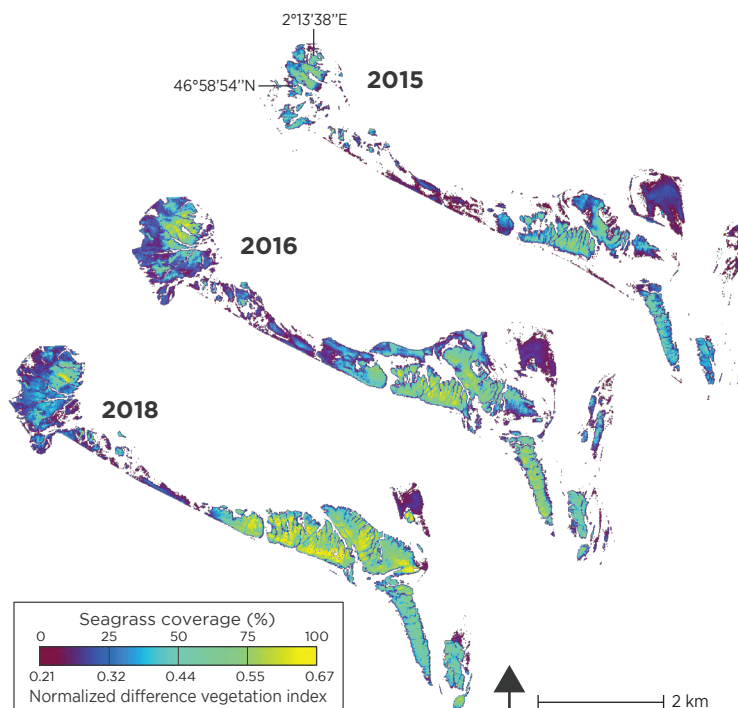 2°13'38’’E
46°58'54’’N
2015
2016
2018
Seagrass coverage (%)
0 25 50 75 100
0.21 0.32 0.44 0.55 0.67
Normalized difference vegetation index
2 km